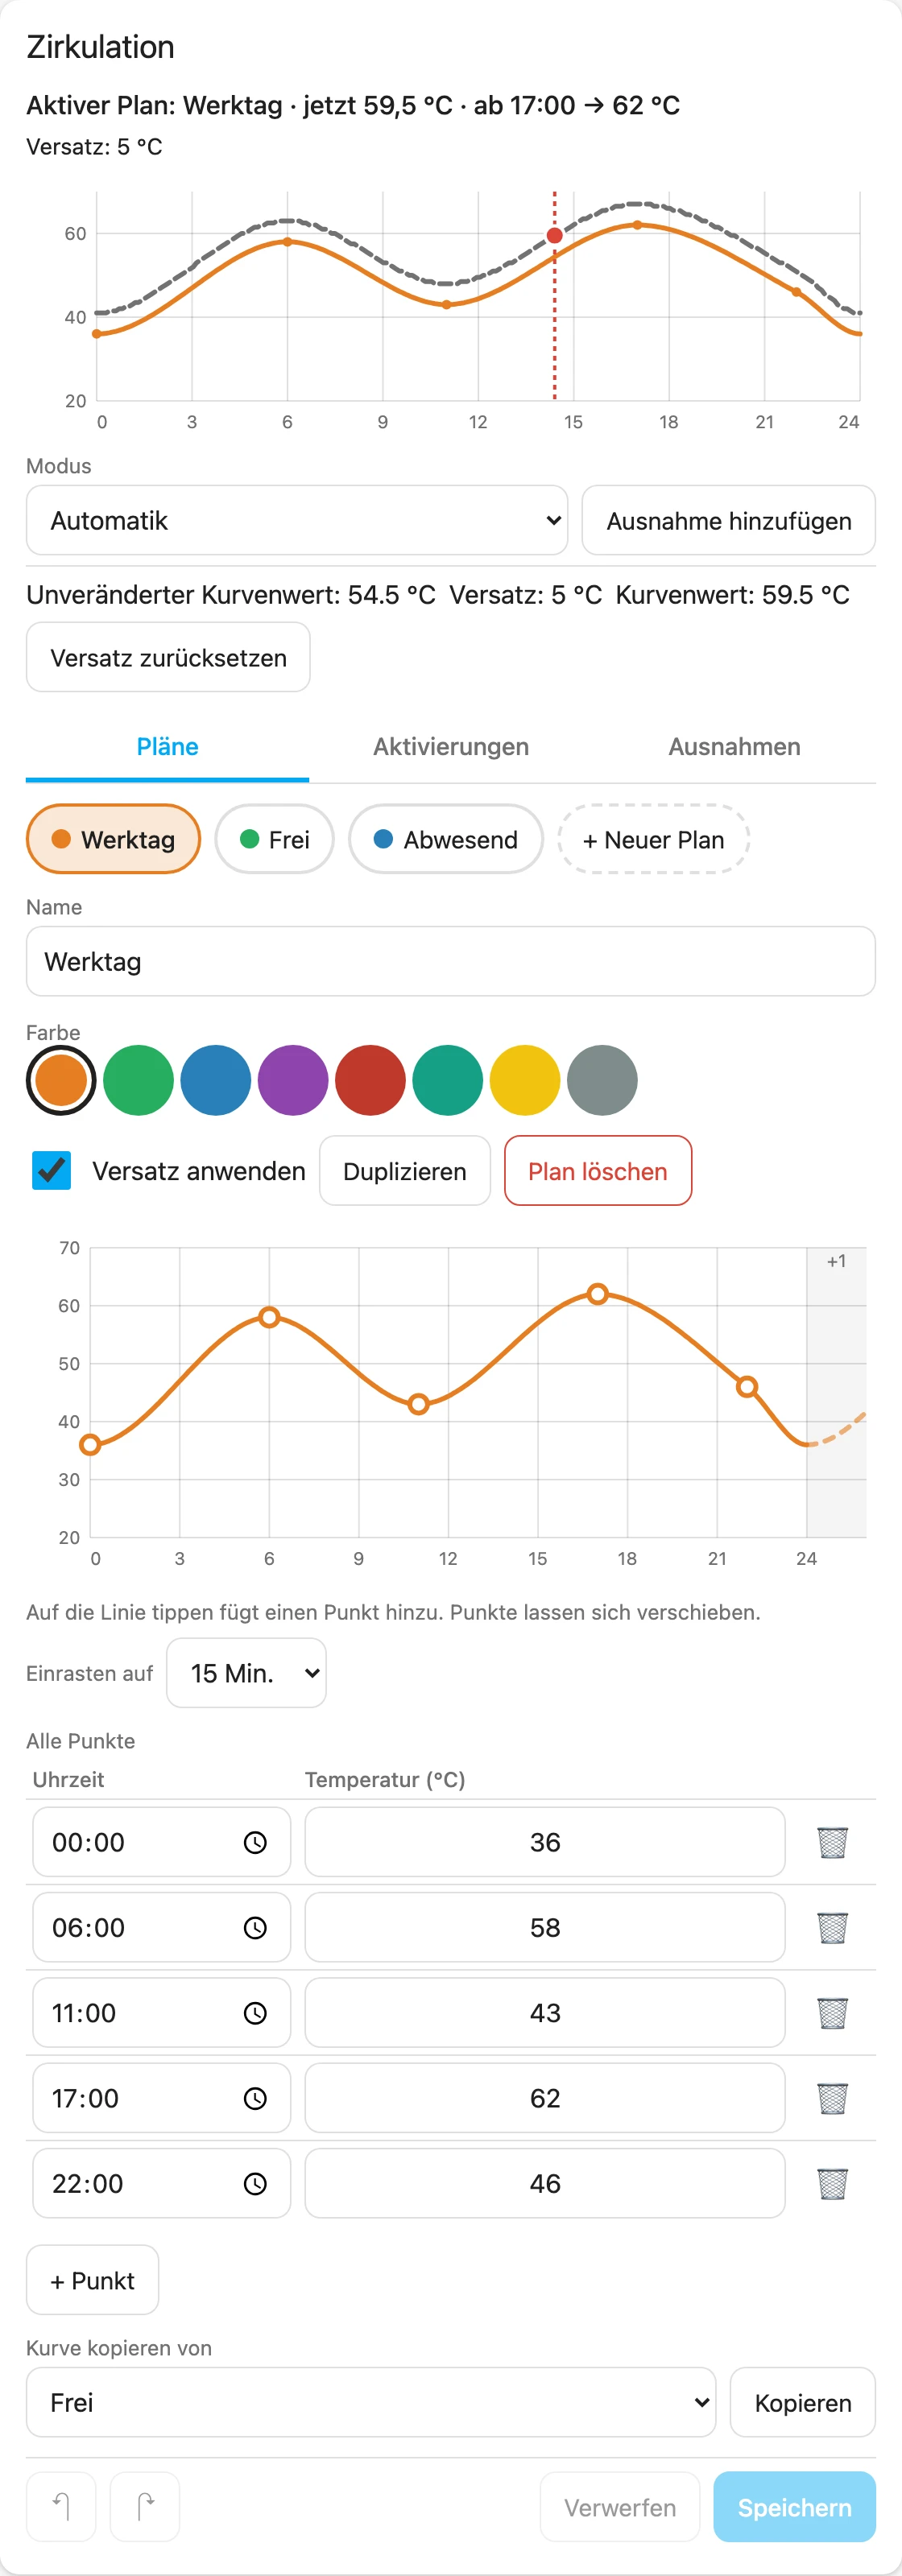 Zirkulation
Aktiver Plan: Werktag · jetzt 59,5 °C · ab 17:00 → 62 °C
Versatz: 5 °C
60
40
20
0 3 6 9 12 15 18 21 24
Modus
Automatik Ausnahme hinzufügen
Unveränderter Kurvenwert: 54.5 °C Versatz: 5 °C Kurvenwert: 59.5 °C
Versatz zurücksetzen
Pläne Aktivierungen Ausnahmen
Werktag Frei Abwesend + Neuer Plan
Name
Werktag
Farbe
Versatz anwenden Duplizieren Plan löschen
70
+1
60
50
40
30
20
0 3 6 9 12 15 18 21 24
Auf die Linie tippen fügt einen Punkt hinzu. Punkte lassen sich verschieben.
Einrasten auf 15 Min.
Alle Punkte
Uhrzeit Temperatur (°C)
00:00 36
06:00 58
11:00 43
17:00 62
22:00 46
+ Punkt
Kurve kopieren von
Frei Kopieren
Verwerfen Speichern